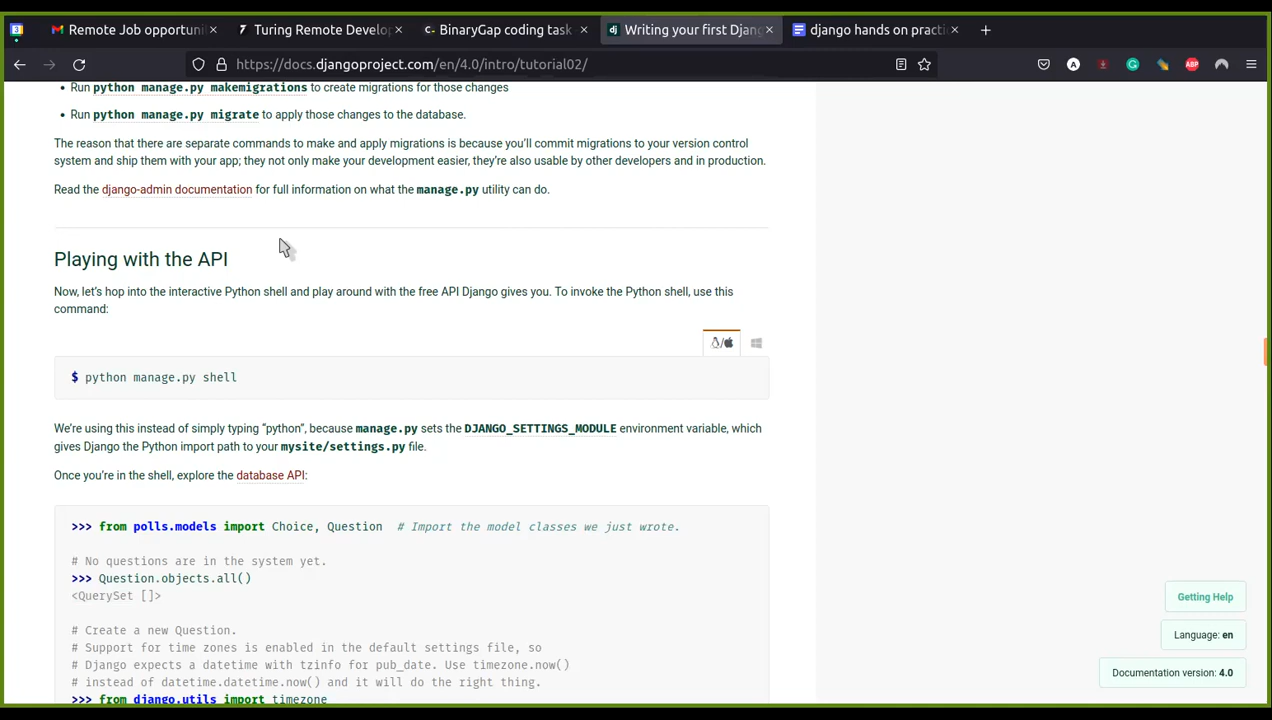 Remote Job opportuni
Turing Remote Develo
BinaryGap coding task
Writing your first Djang
django hands on practi
https://docs.djangoproject.com/en/4.0/intro/tutorial02/
• Run python manage.py makemigrations to create migrations for those changes
• Run python manage.py migrate to apply those changes to the database.
The reason that there are separate commands to make and apply migrations is because you'll commit migrations to your version control
system and ship them with your app; they not only make your development easier, they're also usable by other developers and in production.
Read the django-admin documentation for full information on what the manage.py utility can do.
Playing with the API
Now, let's hop into the interactive Python shell and play around with the free API Django gives you. To invoke the Python shell, use this
command:
$ python manage.py shell
We're using this instead of simply typing “python”, because manage.py sets the DJANGO_SETTINGS_MODULE environment variable, which
gives Django the Python import path to your mysite/settings.py file.
Once you're in the shell, explore the database API:
>>> from polls.models import Choice, Question  # Import the model classes we just wrote.
# No questions are in the system yet.
>>> Question.objects.all()
<QuerySet []>
# Create a new Question.
# Support for time zones is enabled in the default settings file, so
# Django expects a datetime with tzinfo for pub_date. Use timezone.now()
# instead of datetime.datetime.now() and it will do the right thing.
>>> from django.utils import timezone
Getting Help
Language: en
Documentation version: 4.0